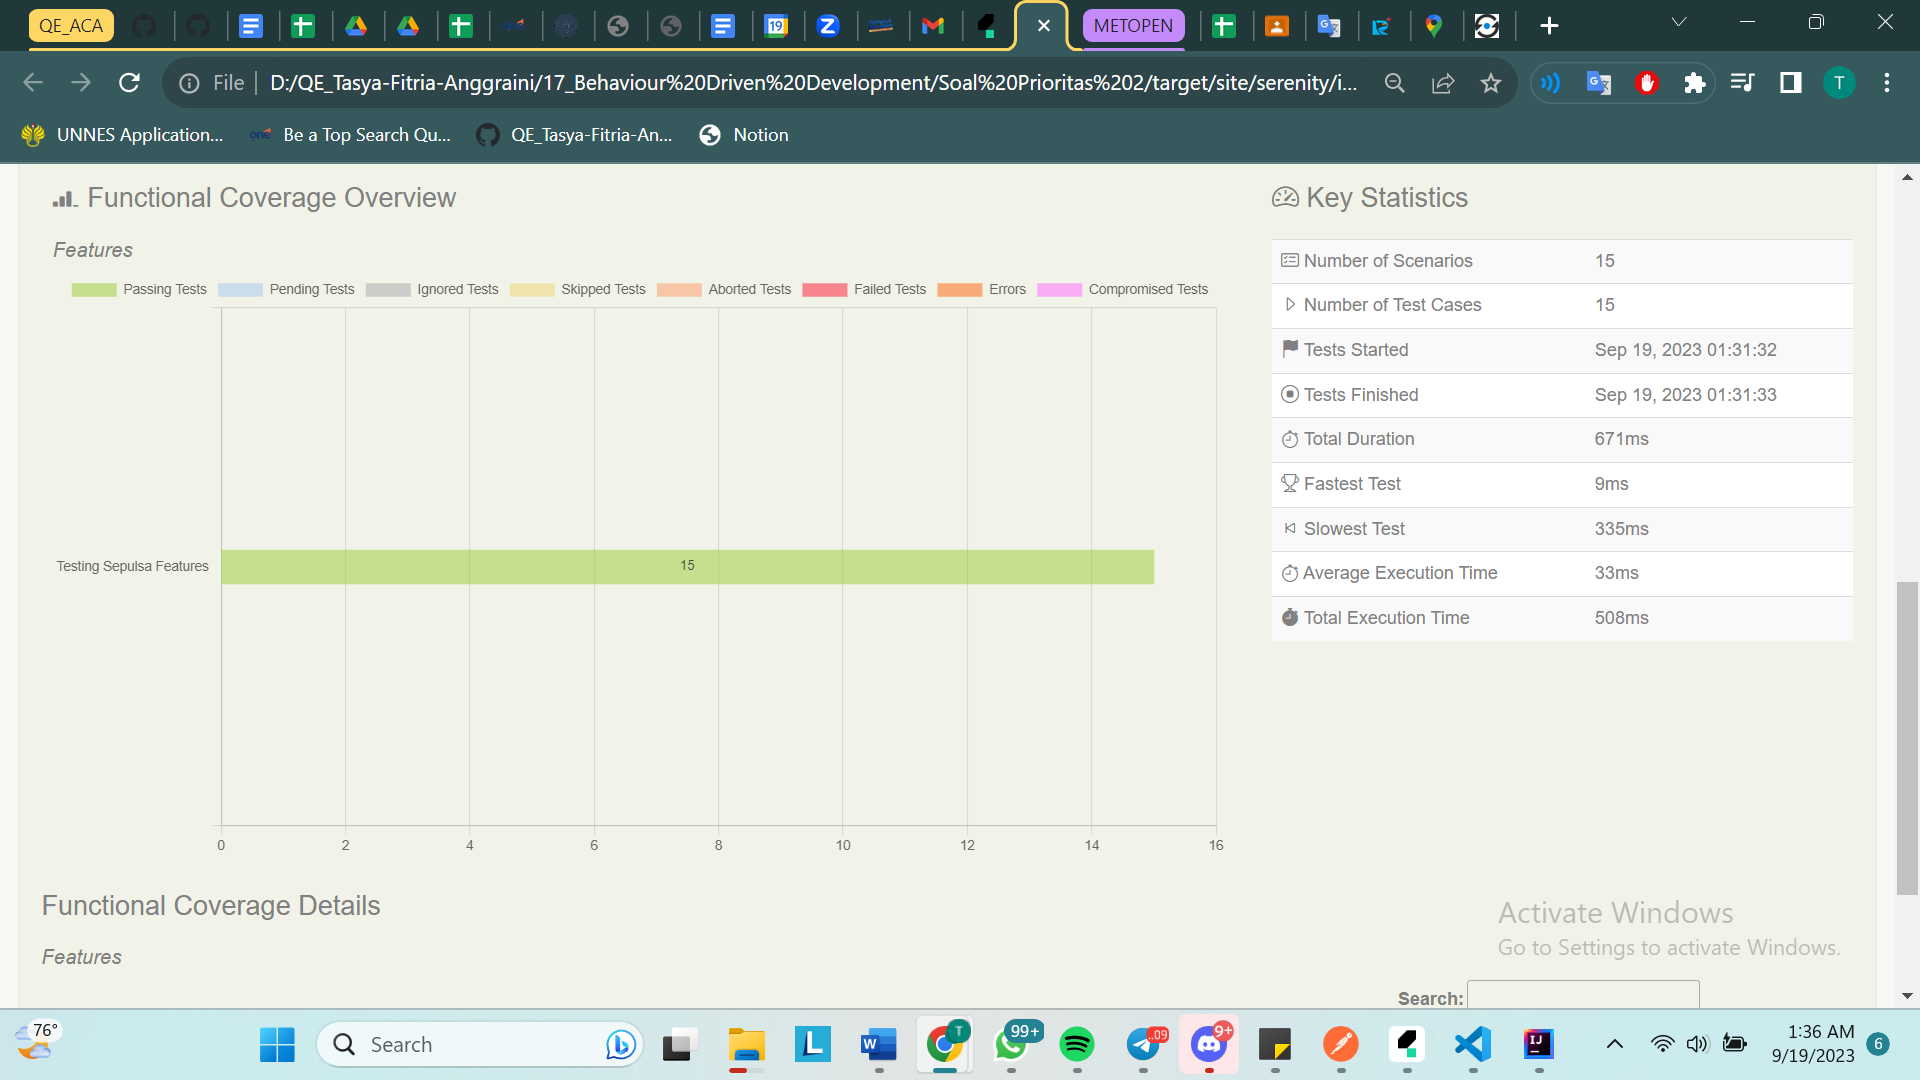 QE_ACA
METOPEN
File
D:/QE_Tasya-Fitria-Anggraini/17_Behaviour%20Driven%20Development/Soal%20Prioritas%202/target/site/serenity/i...
T
UNNES Application...
Be a Top Search Qu...
QE_Tasya-Fitria-An...
Notion
Functional Coverage Overview
Features
Passing Tests
Pending Tests
Ignored Tests
Skipped Tests
Aborted Tests
Failed Tests
Errors
Compromised Tests
Testing Sepulsa Features
15
0 2 4 6 8 10 12 14 16
Key Statistics
Number of Scenarios 15
Number of Test Cases 15
Tests Started Sep 19, 2023 01:31:32
Tests Finished Sep 19, 2023 01:31:33
Total Duration 671ms
Fastest Test 9ms
Slowest Test 335ms
Average Execution Time 33ms
Total Execution Time 508ms
Functional Coverage Details
Features
Search:
Activate Windows
Go to Settings to activate Windows.
76°
Search
99+
9+
1:36 AM
9/19/2023
6